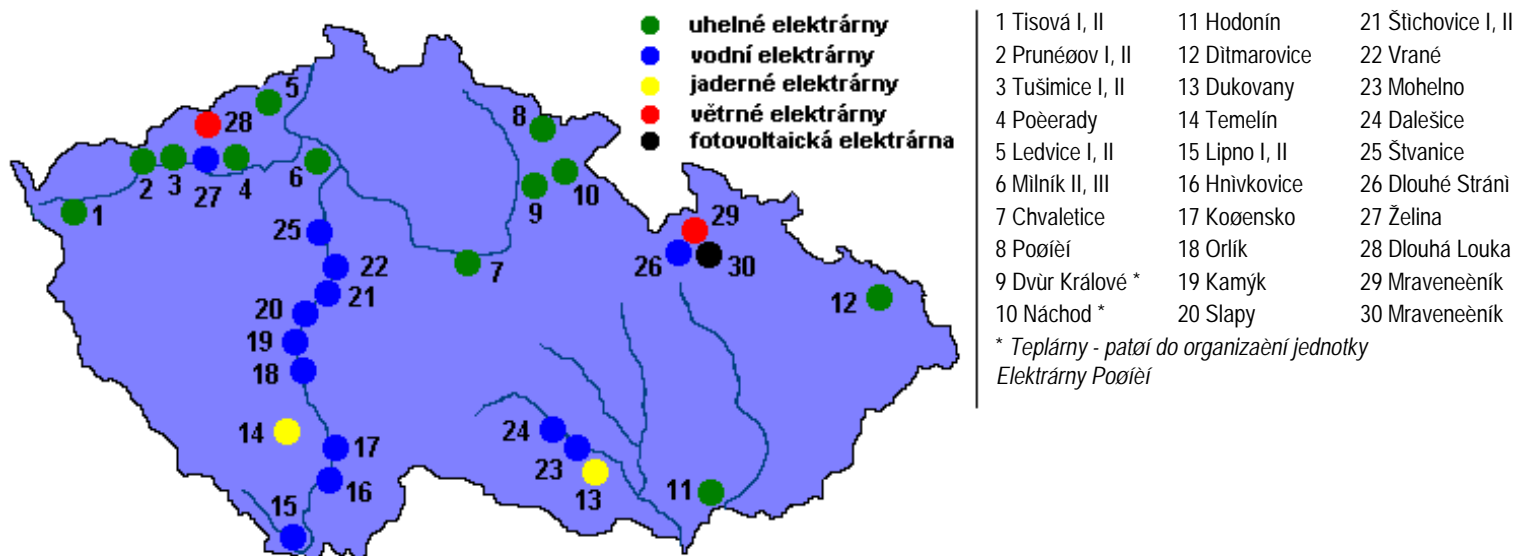 uhelné elektrárny
vodní elektrárny
jaderné elektrárny
větrné elektrárny
fotovoltaická elektrárna
5
28
2
3
27
4
6
1
8
10
9
25
7
29
26
30
22
21
20
19
18
12
14
17
16
15
24
23
13
11
1 Tisová I, II
2 Prunéøov I, II
3 Tušimice I, II
4 Poèerady
5 Ledvice I, II
6 Mìlník II, III
7 Chvaletice
8 Poøíèí
9 Dvùr Králové *
10 Náchod *
11 Hodonín
12 Dìtmarovice
13 Dukovany
14 Temelín
15 Lipno I, II
16 Hnìvkovice
17 Koøensko
18 Orlík
19 Kamýk
20 Slapy
21 Štìchovice I, II
22 Vrané
23 Mohelno
24 Dalešice
25 Štvanice
26 Dlouhé Stránì
27 Želina
28 Dlouhá Louka
29 Mraveneèník
30 Mraveneèník
* Teplárny - patøí do organizaèní jednotky
Elektrárny Poøíèí